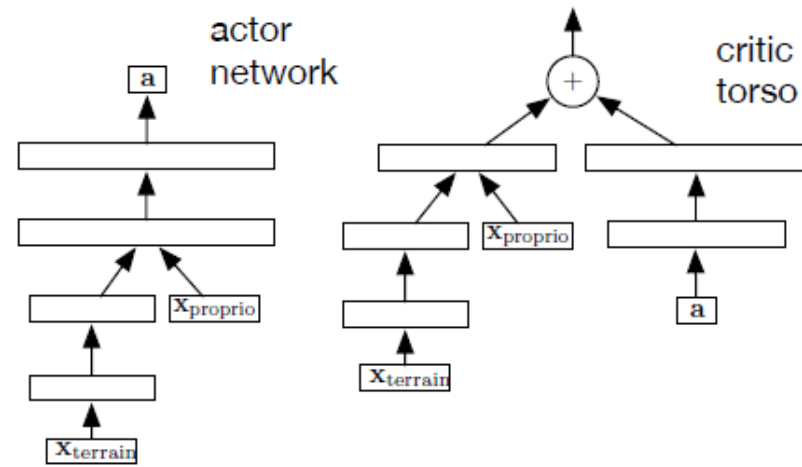 actor
network
a
x_proprio
x_terrain
critic
torso
+
x_proprio
x_terrain
a